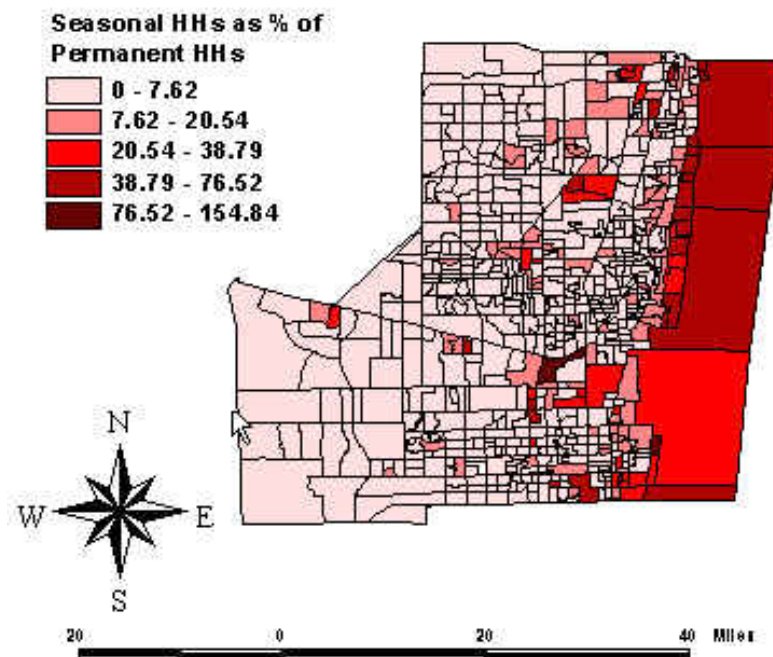 Seasonal HHs as % of
Permanent HHs
0 - 7.62
7.62 - 20.54
20.54 - 38.79
38.79 - 76.52
76.52 - 154.84
N
W E
S
20 0 20 40 Miles